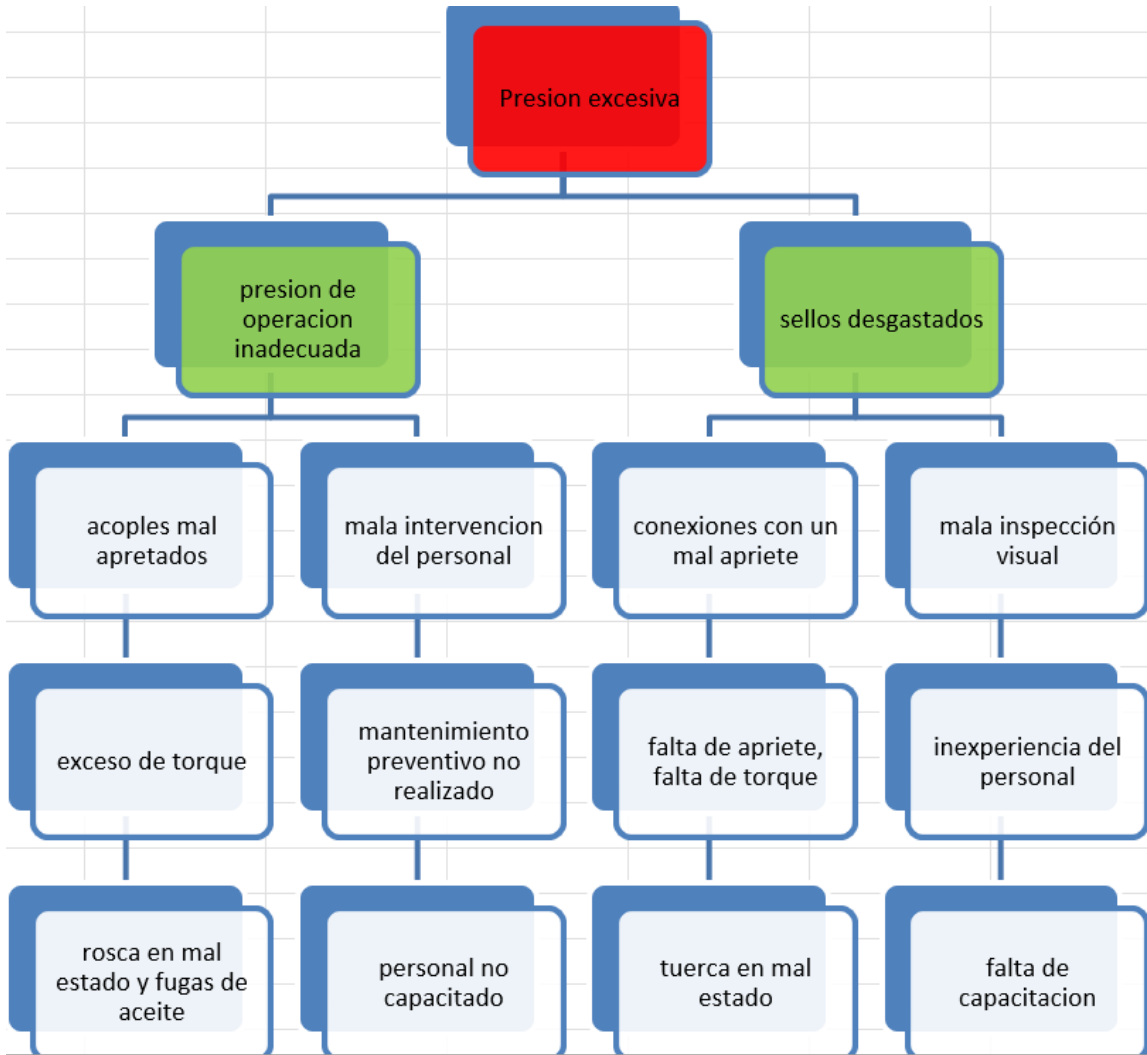 Presion excesiva
presion de
operacion
inadecuada
sellos desgastados
acoples mal
apretados
mala intervencion
del personal
conexiones con un
mal apriete
mala inspección
visual
exceso de torque
mantenimiento
preventivo no
realizado
falta de apriete,
falta de torque
inexperiencia del
personal
rosca en mal
estado y fugas de
aceite
personal no
capacitado
tuerca en mal
estado
falta de
capacitacion